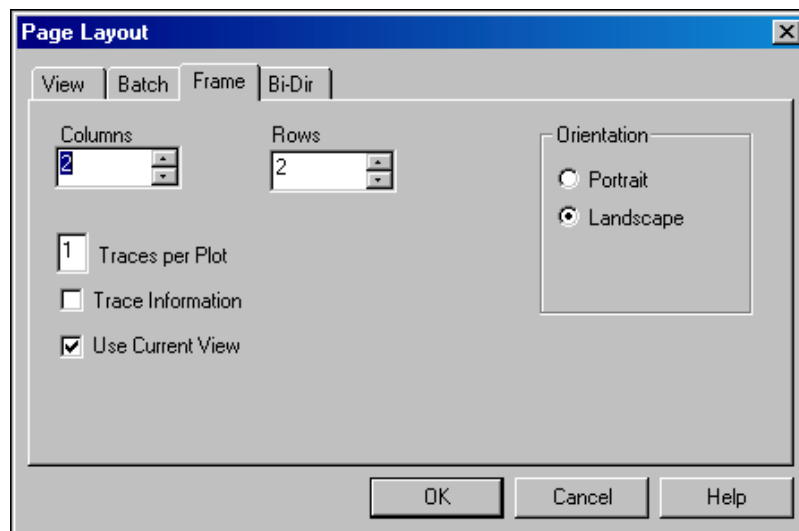 Page Layout
View Batch Frame Bi-Dir
Columns Rows Orientation
2 2
Portrait
Landscape
1 Traces per Plot
Trace Information
Use Current View
OK Cancel Help